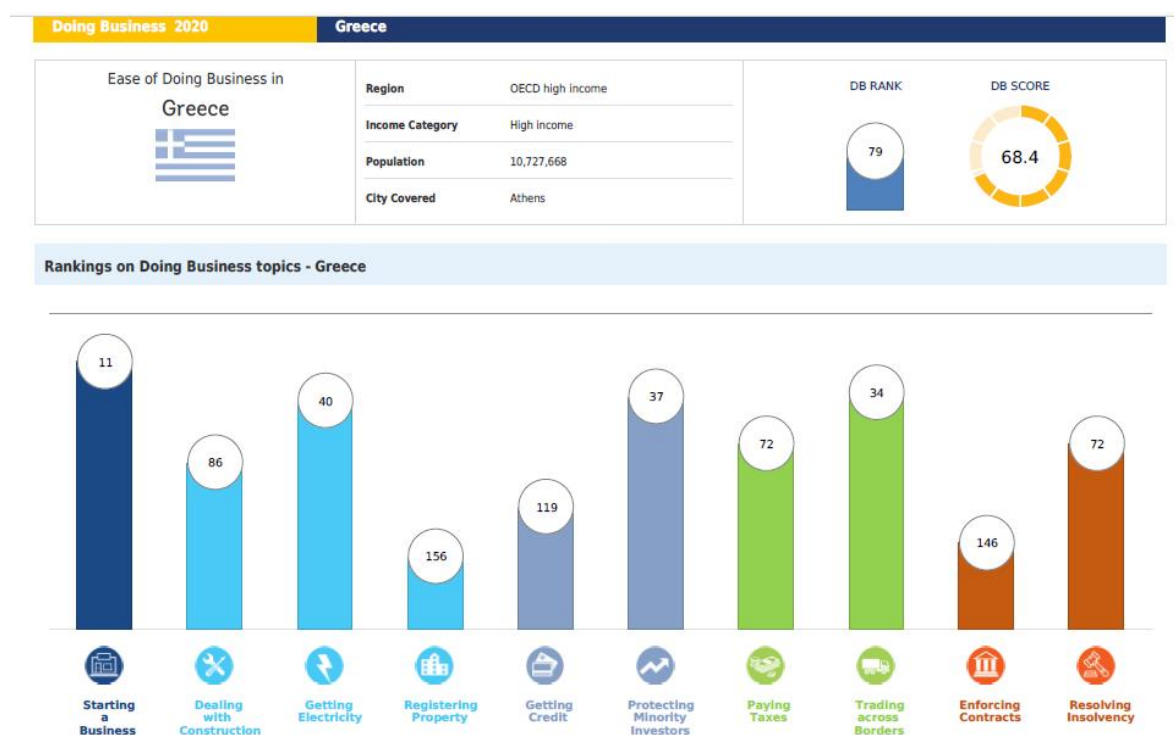 Doing Business 2020
Greece
Ease of Doing Business in
Greece
Region OECD high income
Income Category High income
Population 10,727,668
City Covered Athens
DB RANK
79
DB SCORE
68.4
Rankings on Doing Business topics - Greece
11
86
40
156
119
37
72
34
146
72
Starting
a
Business
Dealing
with
Construction
Getting
Electricity
Registering
Property
Getting
Credit
Protecting
Minority
Investors
Paying
Taxes
Trading
across
Borders
Enforcing
Contracts
Resolving
Insolvency